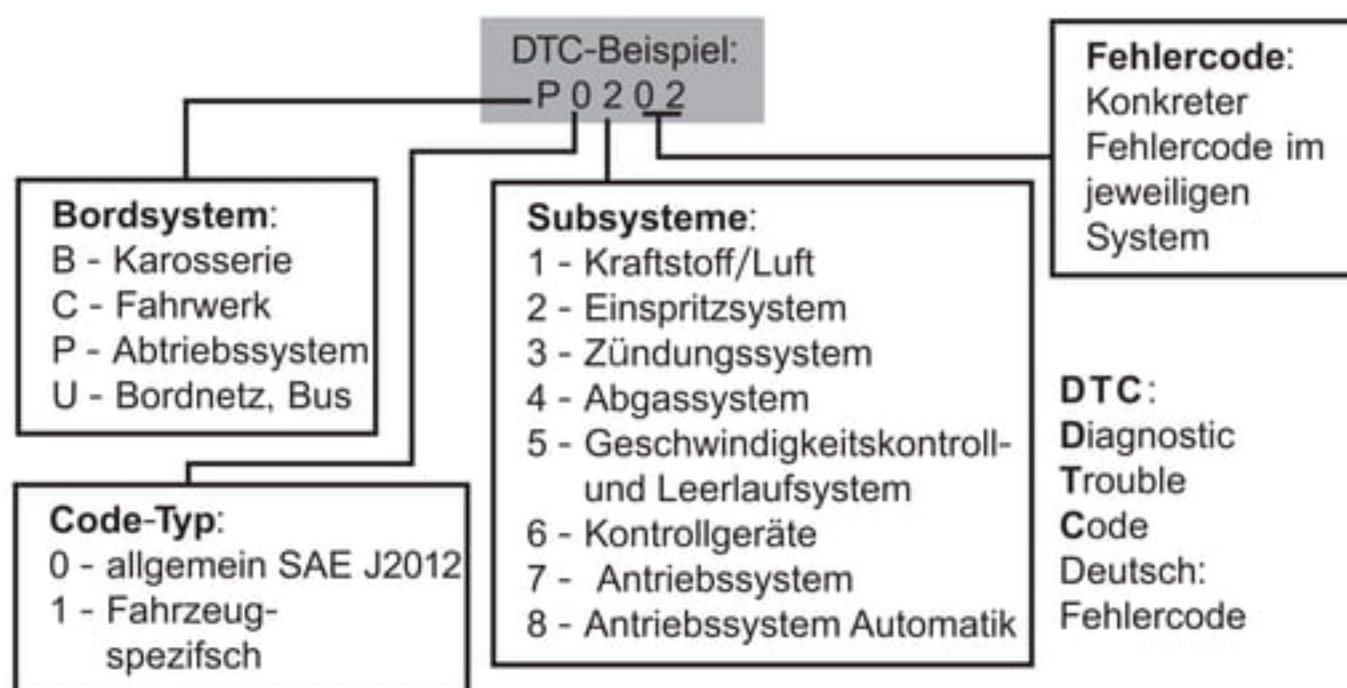 DTC-Beispiel:
P 0 2 0 2
Bordsystem:
B - Karosserie
C - Fahrwerk
P - Abtriebssystem
U - Bordnetz, Bus
Code-Typ:
0 - allgemein SAE J2012
1 - Fahrzeug-
spezifsch
Subsysteme:
1 - Kraftstoff/Luft
2 - Einspritzsystem
3 - Zündungssystem
4 - Abgassystem
5 - Geschwindigkeitskontroll-
und Leerlaufsystem
6 - Kontrollgeräte
7 - Antriebssystem
8 - Antriebssystem Automatik
Fehlercode:
Konkreter
Fehlercode im
jeweiligen
System
DTC:
Diagnostic
Trouble
Code
Deutsch:
Fehlercode